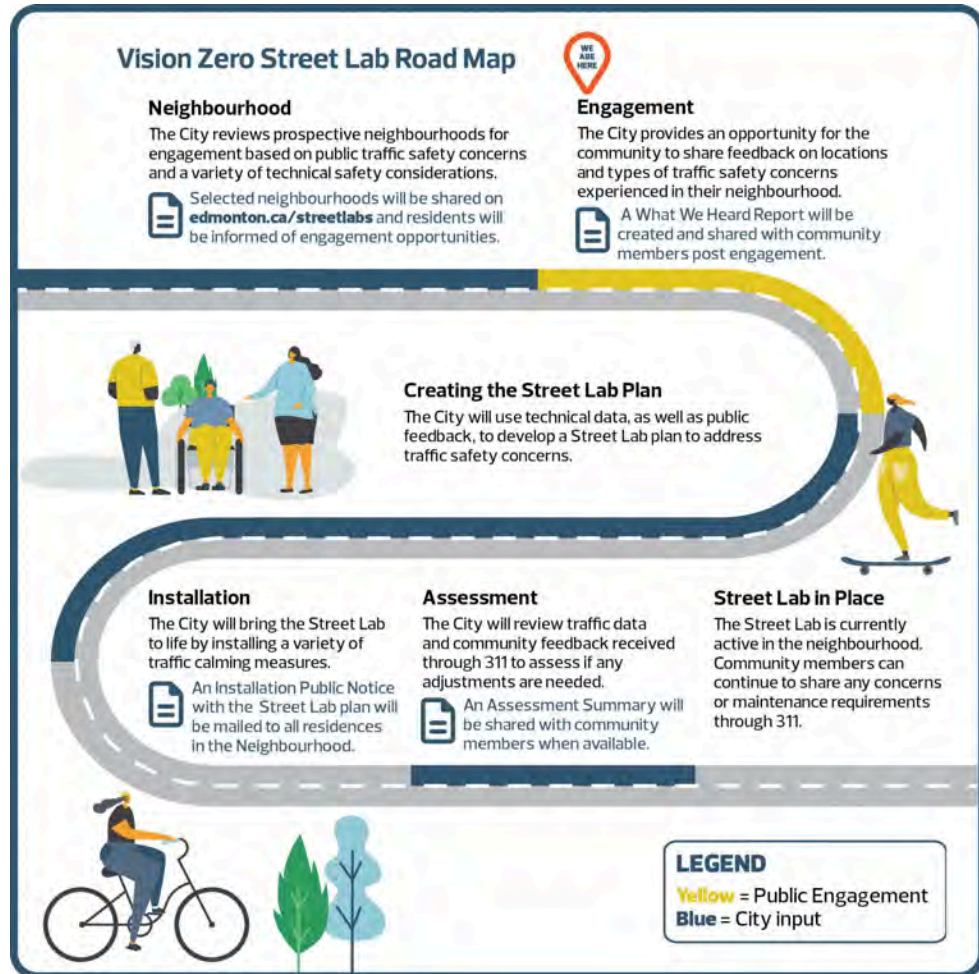 Vision Zero Street Lab Road Map
WE
ARE
HERE
Neighbourhood
The City reviews prospective neighbourhoods for
engagement based on public traffic safety concerns
and a variety of technical safety considerations.
Selected neighbourhoods will be shared on
edmonton.ca/streetlabs and residents will
be informed of engagement opportunities.
Engagement
The City provides an opportunity for the
community to share feedback on locations
and types of traffic safety concerns
experienced in their neighbourhood.
A What We Heard Report will be
created and shared with community
members post engagement.
Creating the Street Lab Plan
The City will use technical data, as well as public
feedback, to develop a Street Lab plan to address
traffic safety concerns.
Installation
The City will bring the Street Lab
to life by installing a variety of
traffic calming measures.
An Installation Public Notice
with the Street Lab plan will
be mailed to all residences
in the Neighbourhood.
Assessment
The City will review traffic data
and community feedback received
through 311 to assess if any
adjustments are needed.
An Assessment Summary will
be shared with community
members when available.
Street Lab in Place
The Street Lab is currently
active in the neighbourhood.
Community members can
continue to share any concerns
or maintenance requirements
through 311.
LEGEND
Yellow = Public Engagement
Blue = City input